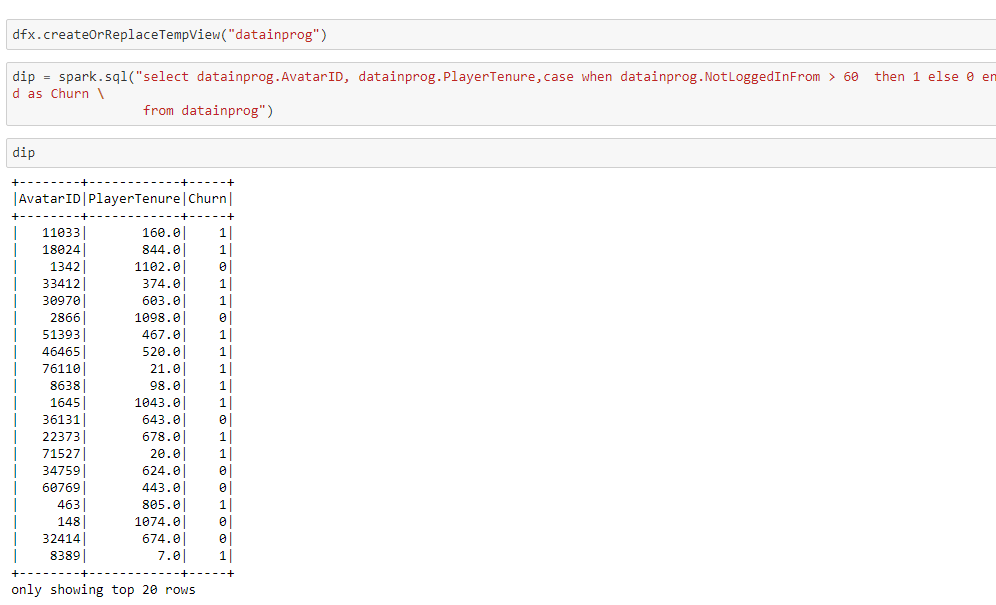 dfx.createOrReplaceTempView("datainprog")
dip = spark.sql("select datainprog.AvatarID, datainprog.PlayerTenure,case when datainprog.NotLoggedInFrom > 60  then 1 else 0 en
d as Churn \
                 from datainprog")
dip
+--------+------------+-----+
|AvatarID|PlayerTenure|Churn|
+--------+------------+-----+
|   11033|       160.0|    1|
|   18024|       844.0|    1|
|    1342|      1102.0|    0|
|   33412|       374.0|    1|
|   30970|       603.0|    1|
|    2866|      1098.0|    0|
|   51393|       467.0|    1|
|   46465|       520.0|    1|
|   76110|        21.0|    1|
|    8638|        98.0|    1|
|    1645|      1043.0|    1|
|   36131|       643.0|    0|
|   22373|       678.0|    1|
|   71527|        20.0|    1|
|   34759|       624.0|    0|
|   60769|       443.0|    0|
|     463|       805.0|    1|
|     148|      1074.0|    0|
|   32414|       674.0|    0|
|    8389|         7.0|    1|
+--------+------------+-----+
only showing top 20 rows